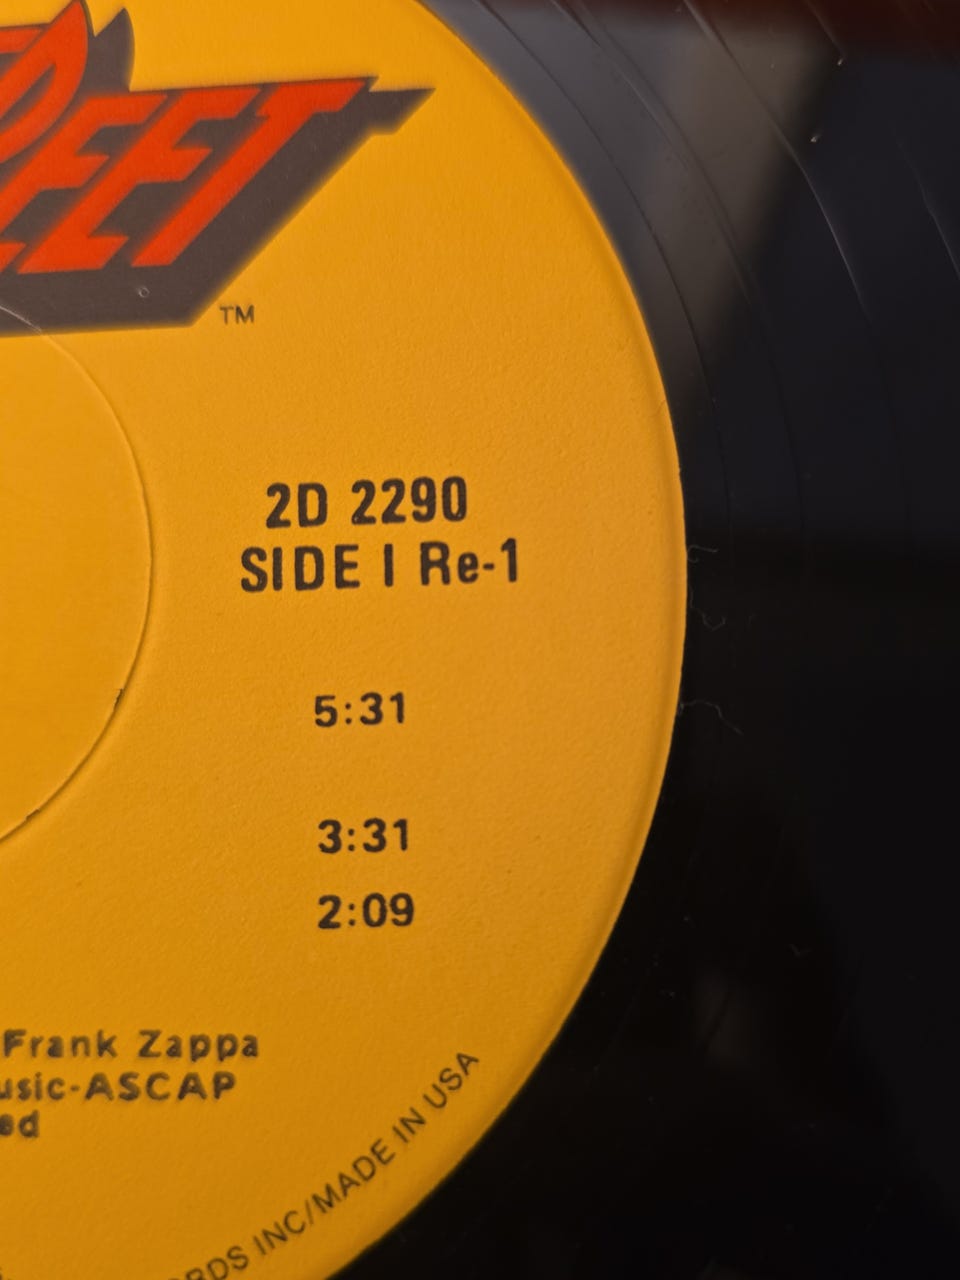 REET
TM
2D 2290
SIDE I Re-1
5:31
3:31
2:09
Frank Zappa
usic-ASCAP
ed
RDS INC/MADE IN USA